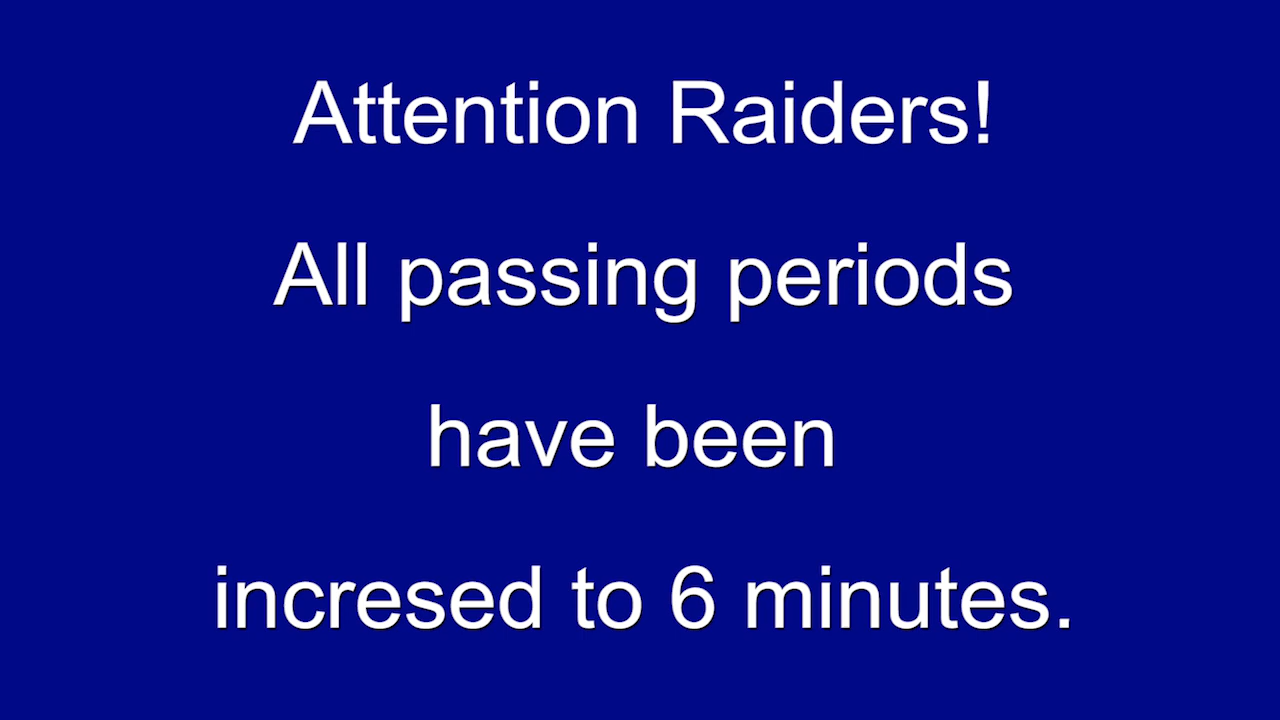 Attention Raiders!
All passing periods
have been
incresed to 6 minutes.